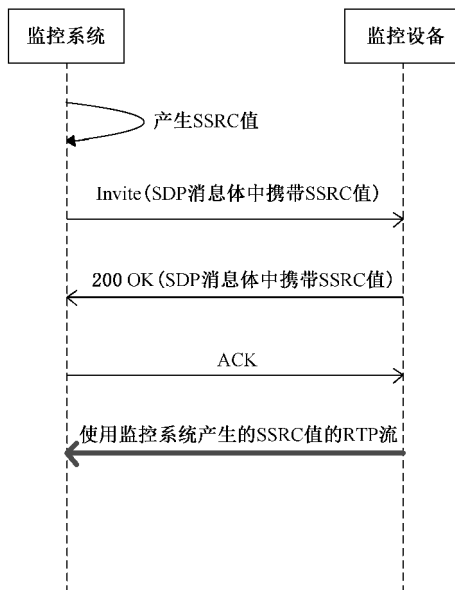 监控系统
监控设备
产生SSRC值
Invite(SDP消息体中携带SSRC值)
200 OK(SDP消息体中携带SSRC值)
ACK
使用监控系统产生的SSRC值的RTP流